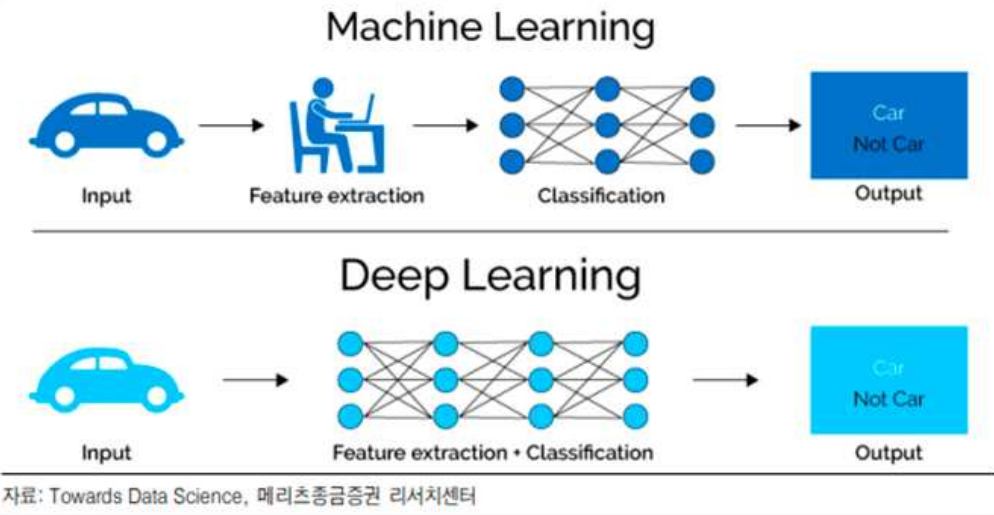 Machine Learning
Car
Not Car
Input
Feature extraction
Classification
Output
Deep Learning
Car
Not Car
Input
Feature extraction + Classification
Output
자료: Towards Data Science, 메리츠종금증권 리서치센터